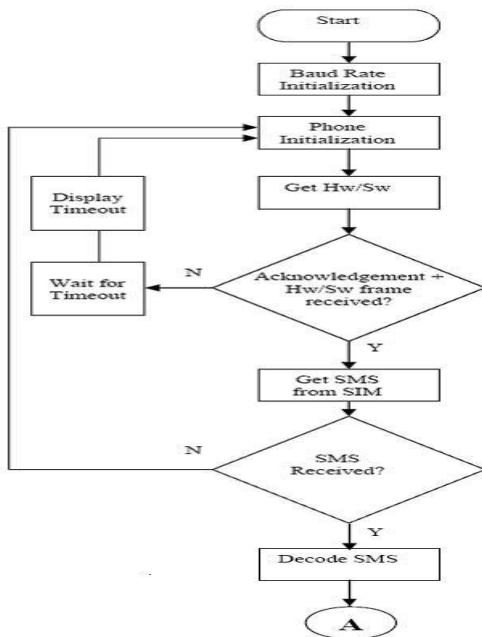 Start
Baud Rate
Initialization
Phone
Initialization
Get Hw/Sw
Display
Timeout
Wait for
Timeout
N
Acknowledgement +
Hw/Sw frame
received?
Y
Get SMS
from SIM
N
SMS
Received?
Y
Decode SMS
A